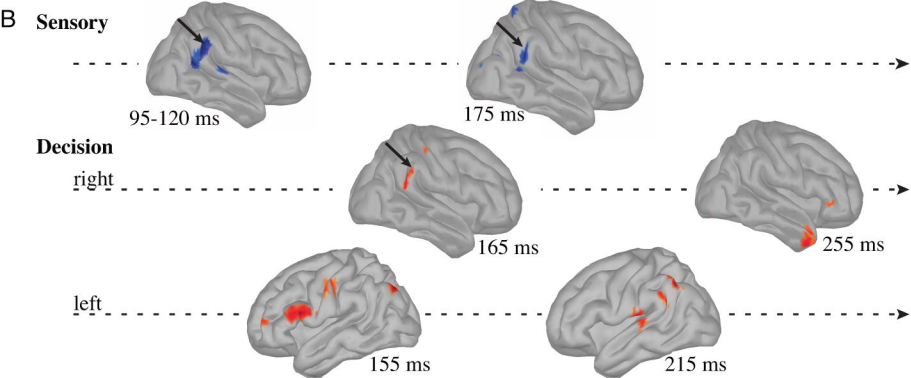 B Sensory
95-120 ms
175 ms
Decision
right
165 ms
255 ms
left
155 ms
215 ms